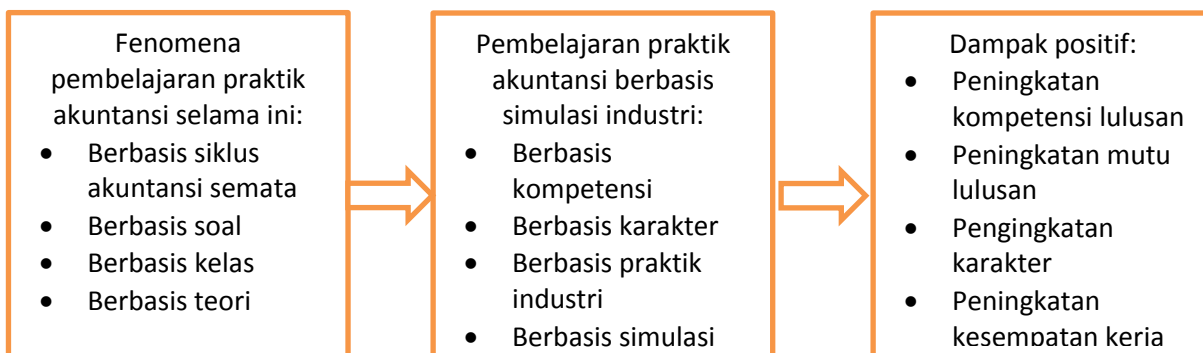 Fenomena
pembelajaran praktik
akuntansi selama ini:
• Berbasis siklus
akuntansi semata
• Berbasis soal
• Berbasis kelas
• Berbasis teori
Pembelajaran praktik
akuntansi berbasis
simulasi industri:
• Berbasis
kompetensi
• Berbasis karakter
• Berbasis praktik
industri
• Berbasis simulasi
Dampak positif:
• Peningkatan
kompetensi lulusan
• Peningkatan mutu
lulusan
• Pengingkatan
karakter
• Peningkatan
kesempatan kerja